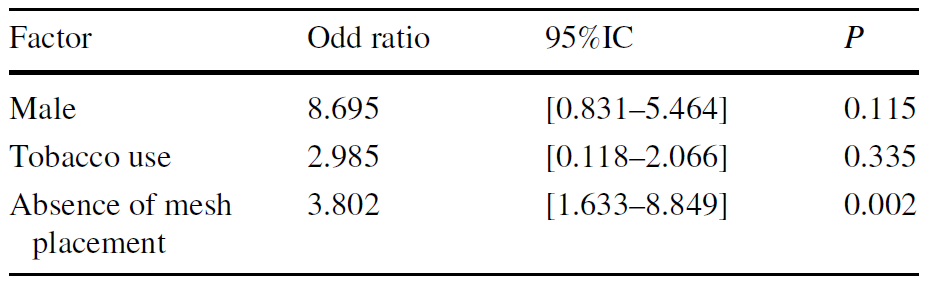 Factor Odd ratio 95%IC P
Male 8.695 [0.831–5.464] 0.115
Tobacco use 2.985 [0.118–2.066] 0.335
Absence of mesh 3.802 [1.633–8.849] 0.002
placement